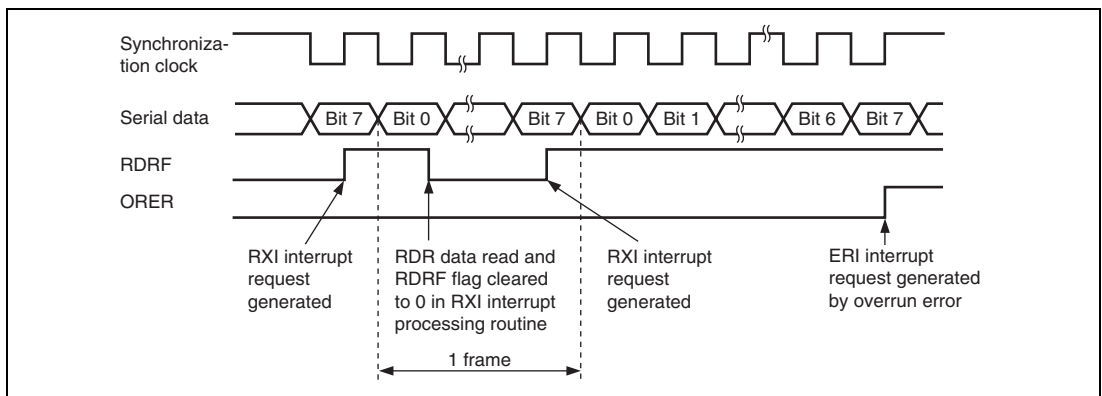 Synchroniza-
tion clock
Serial data
Bit 7 Bit 0 Bit 7 Bit 0 Bit 1 Bit 6 Bit 7
RDRF
ORER
RXI interrupt
request
generated
RDR data read and
RDRF flag cleared
to 0 in RXI interrupt
processing routine
RXI interrupt
request
generated
ERI interrupt
request generated
by overrun error
1 frame